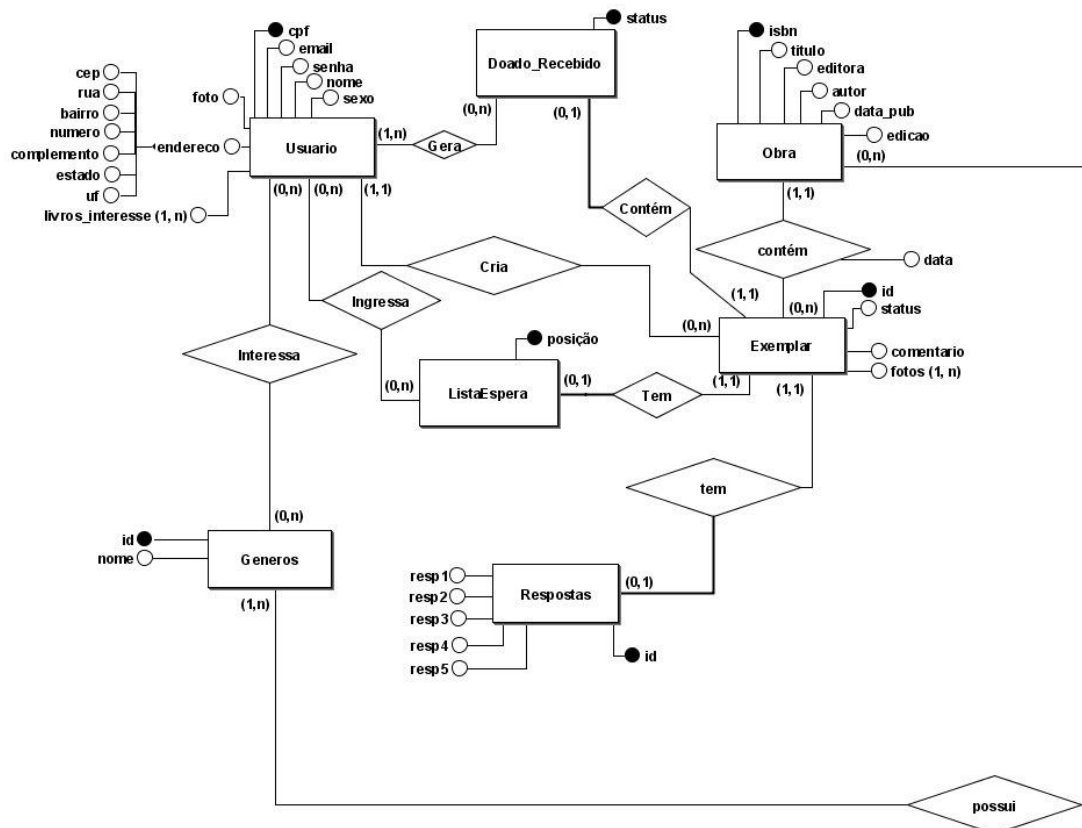 status
cpf
isbn
email
titulo
senha
editora
nome
autor
sexo
data_pub
edicao
cep
rua
bairro
numero
complemento
estado
uf
foto
endereco
livros_interesse (1, n)
Usuario
Doado_Recebido
Obra
(1,n)
Gera
(0,n)
(0,1)
(0,n)
(0,n)
(0,n)
(1,1)
Contém
(1,1)
contém
data
Cria
Ingressa
(1,1)
(0,n)
(0,n)
id
status
Exemplar
comentario
fotos (1, n)
Interessa
posição
(0,n)
ListaEspera
(0,1)
Tem
(1,1)
(1,1)
tem
(0,n)
id
nome
Generos
(1,n)
resp1
resp2
resp3
resp4
resp5
Respostas
(0,1)
id
possui